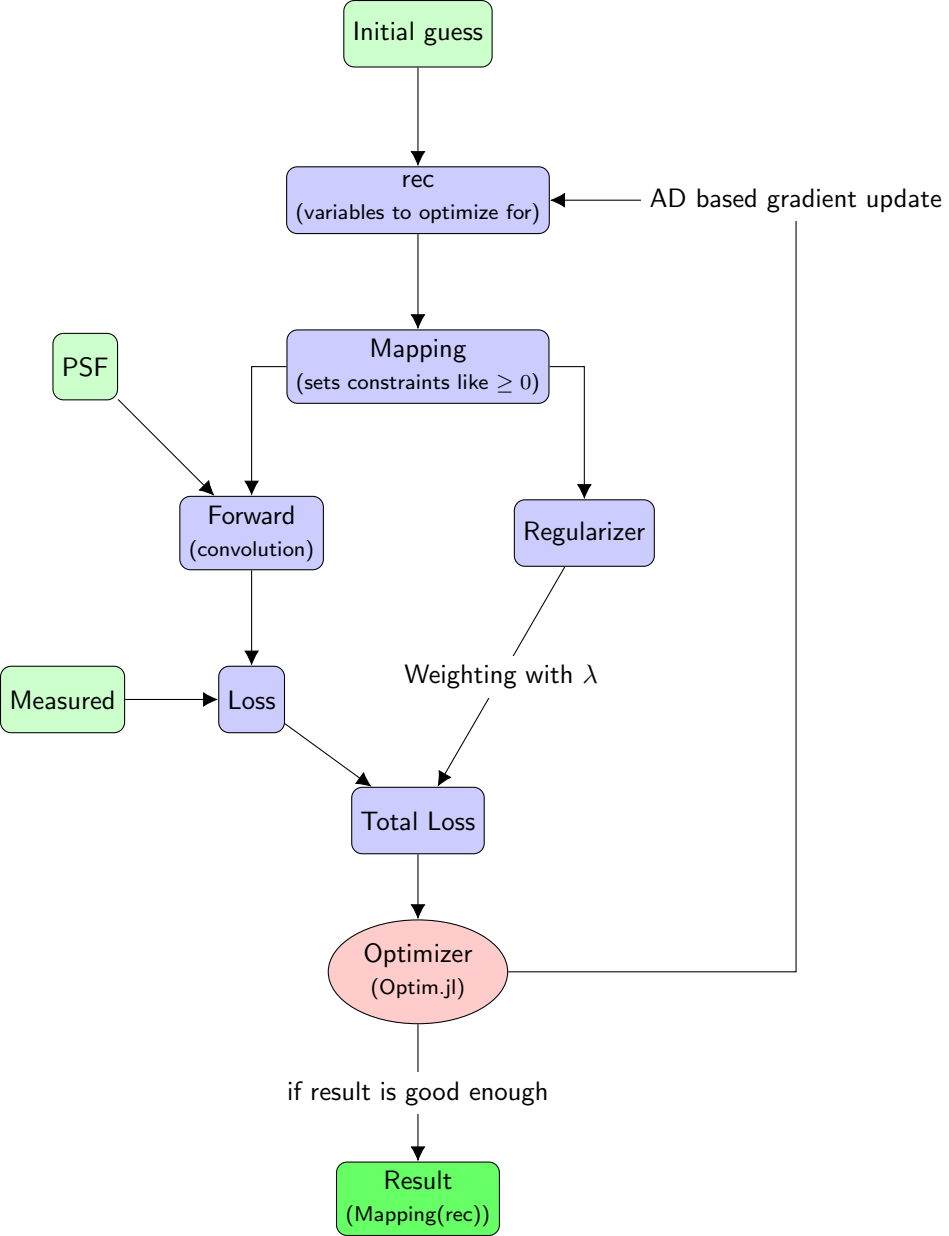 Initial guess
rec
(variables to optimize for)
AD based gradient update
Mapping
(sets constraints like ≥ 0)
PSF
Forward
(convolution)
Regularizer
Weighting with λ
Measured
Loss
Total Loss
Optimizer
(Optim.jl)
if result is good enough
Result
(Mapping(rec))